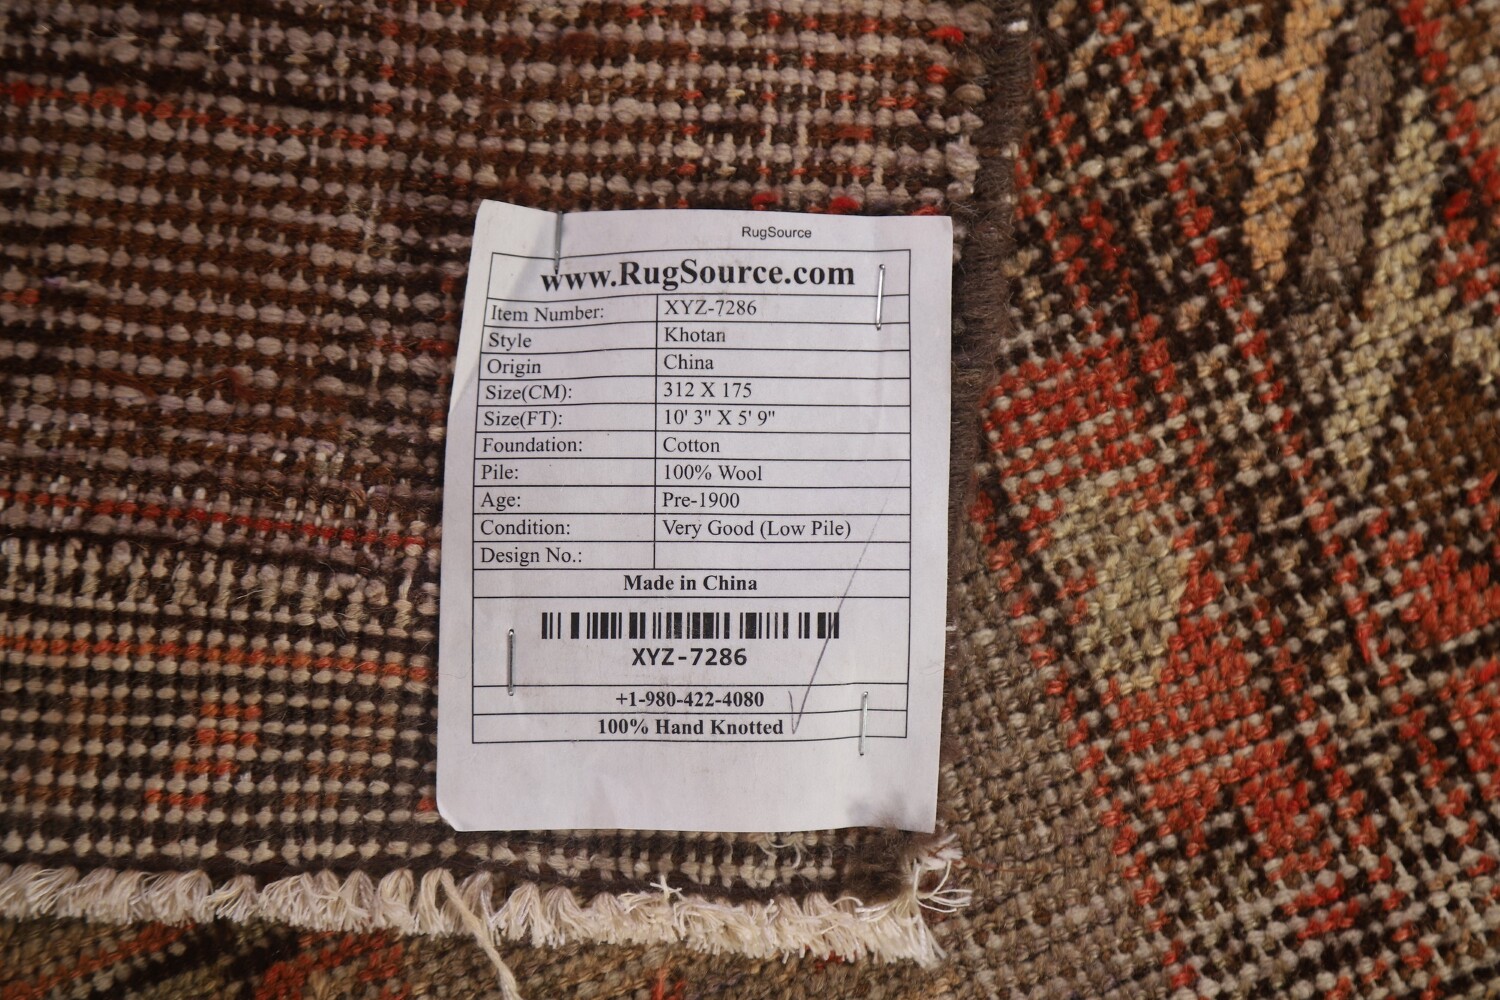 RugSource
www.RugSource.com
Item Number: XYZ-7286
Style Khotan
Origin China
Size(CM): 312 X 175
Size(FT): 10' 3" X 5' 9"
Foundation: Cotton
Pile: 100% Wool
Age: Pre-1900
Condition: Very Good (Low Pile)
Design No.:
Made in China
XYZ-7286
+1-980-422-4080
100% Hand Knotted